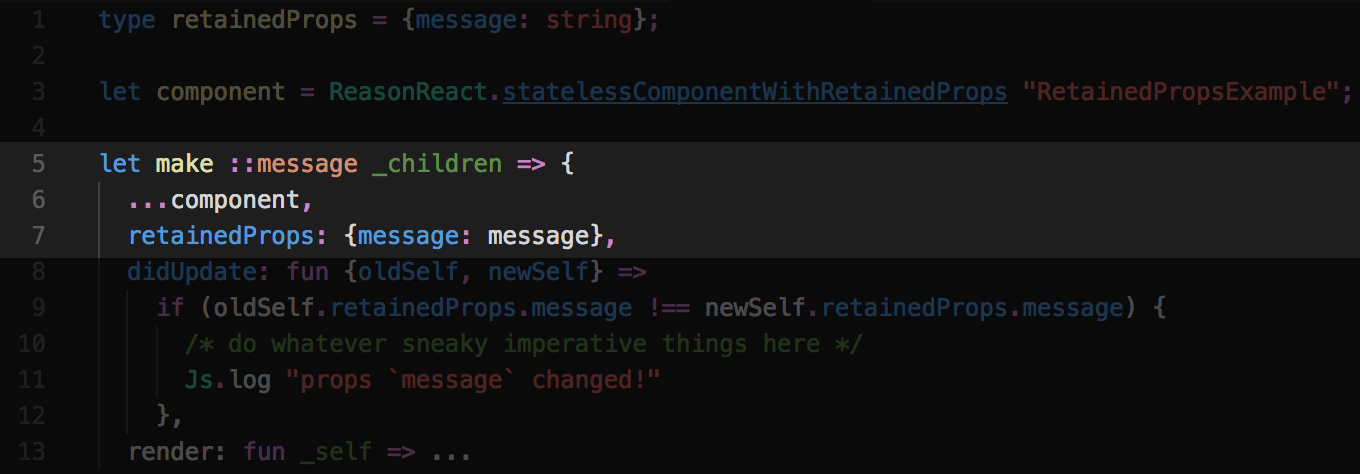 1 type retainedProps = {message: string};
2
3 let component = ReasonReact.statelessComponentWithRetainedProps "RetainedPropsExample";
4
5 let make ::message _children => {
6 ...component,
7 retainedProps: {message: message},
8 didUpdate: fun {oldSelf, newSelf} =>
9 if (oldSelf.retainedProps.message !== newSelf.retainedProps.message) {
10 /* do whatever sneaky imperative things here */
11 Js.log "props `message` changed!"
12 },
13 render: fun _self => ...